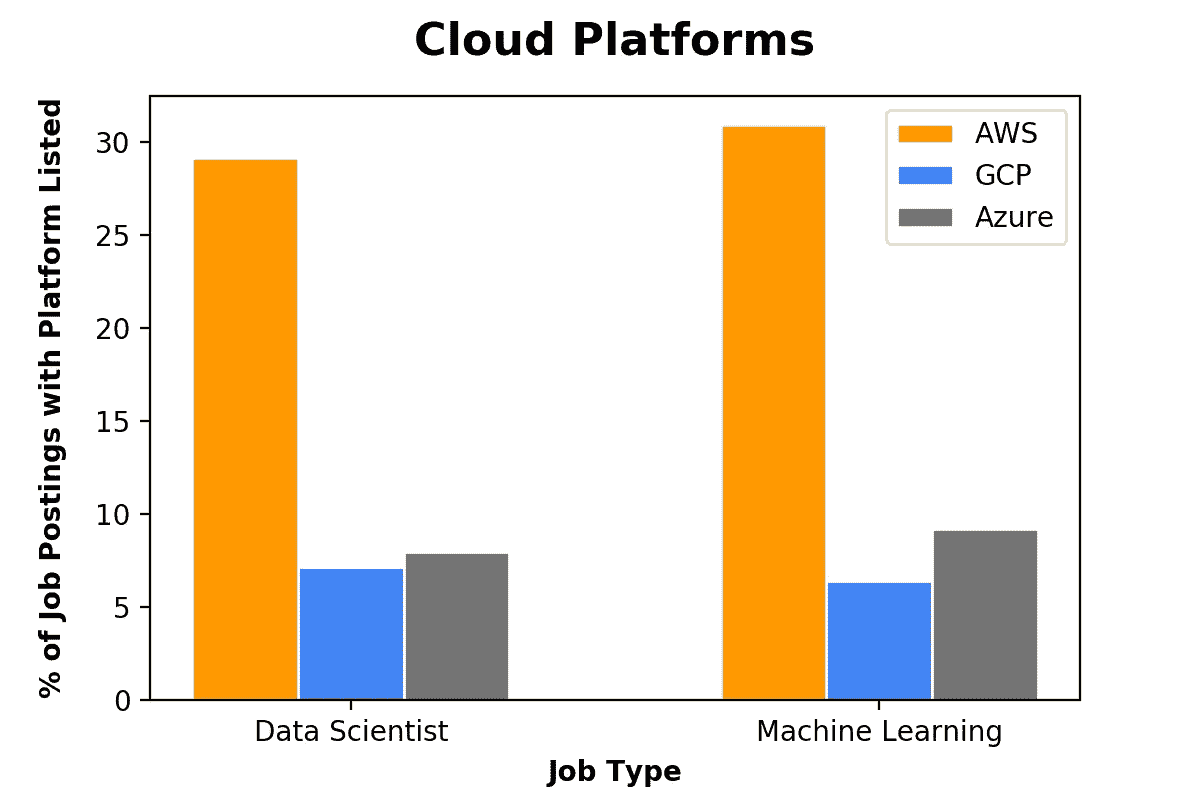 Cloud Platforms
% of Job Postings with Platform Listed
30
25
20
15
10
5
0
AWS
GCP
Azure
Data Scientist
Machine Learning
Job Type